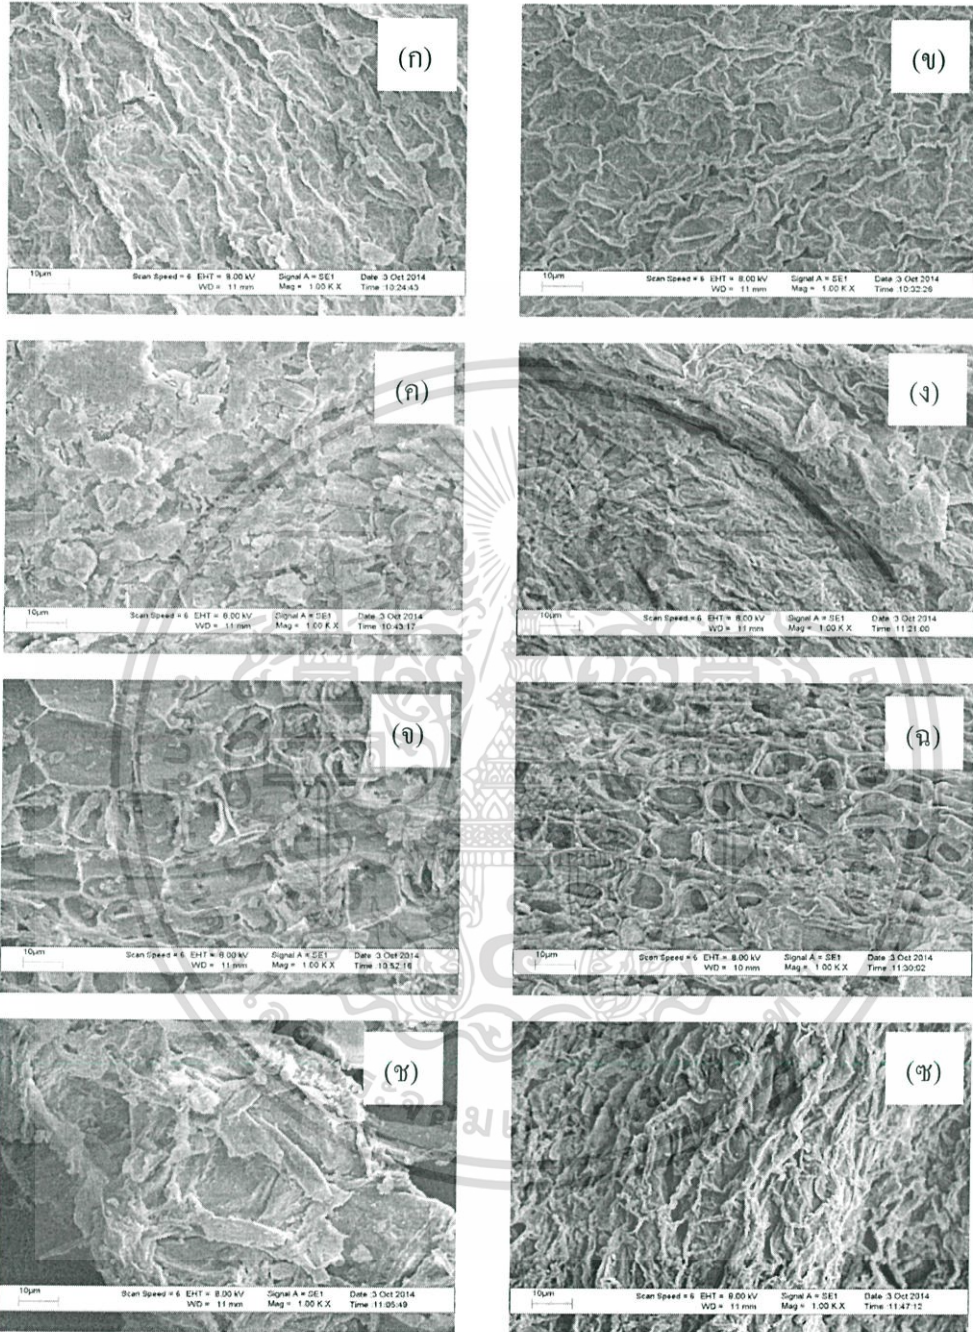 (ก)
10µm Scan Speed = 6 EHT = 8.00 kV Signal A = SE1 Date :3 Oct 2014
WD = 11 mm Mag = 1.00 K X Time :10:24:43
(ข)
10µm Scan Speed = 6 EHT = 8.00 kV Signal A = SE1 Date :3 Oct 2014
WD = 11 mm Mag = 1.00 K X Time :10:32:26
(ค)
10µm Scan Speed = 6 EHT = 8.00 kV Signal A = SE1 Date :3 Oct 2014
WD = 11 mm Mag = 1.00 K X Time :10:43:17
(ง)
10µm Scan Speed = 6 EHT = 8.00 kV Signal A = SE1 Date :3 Oct 2014
WD = 11 mm Mag = 1.00 K X Time :11:21:00
(จ)
10µm Scan Speed = 6 EHT = 8.00 kV Signal A = SE1 Date :3 Oct 2014
WD = 11 mm Mag = 1.00 K X Time :10:52:16
(ฉ)
10µm Scan Speed = 6 EHT = 8.00 kV Signal A = SE1 Date :3 Oct 2014
WD = 10 mm Mag = 1.00 K X Time :11:30:02
(ช)
10µm Scan Speed = 6 EHT = 8.00 kV Signal A = SE1 Date :3 Oct 2014
WD = 11 mm Mag = 1.00 K X Time :11:05:49
(ซ)
10µm Scan Speed = 6 EHT = 8.00 kV Signal A = SE1 Date :3 Oct 2014
WD = 11 mm Mag = 1.00 K X Time :11:47:12